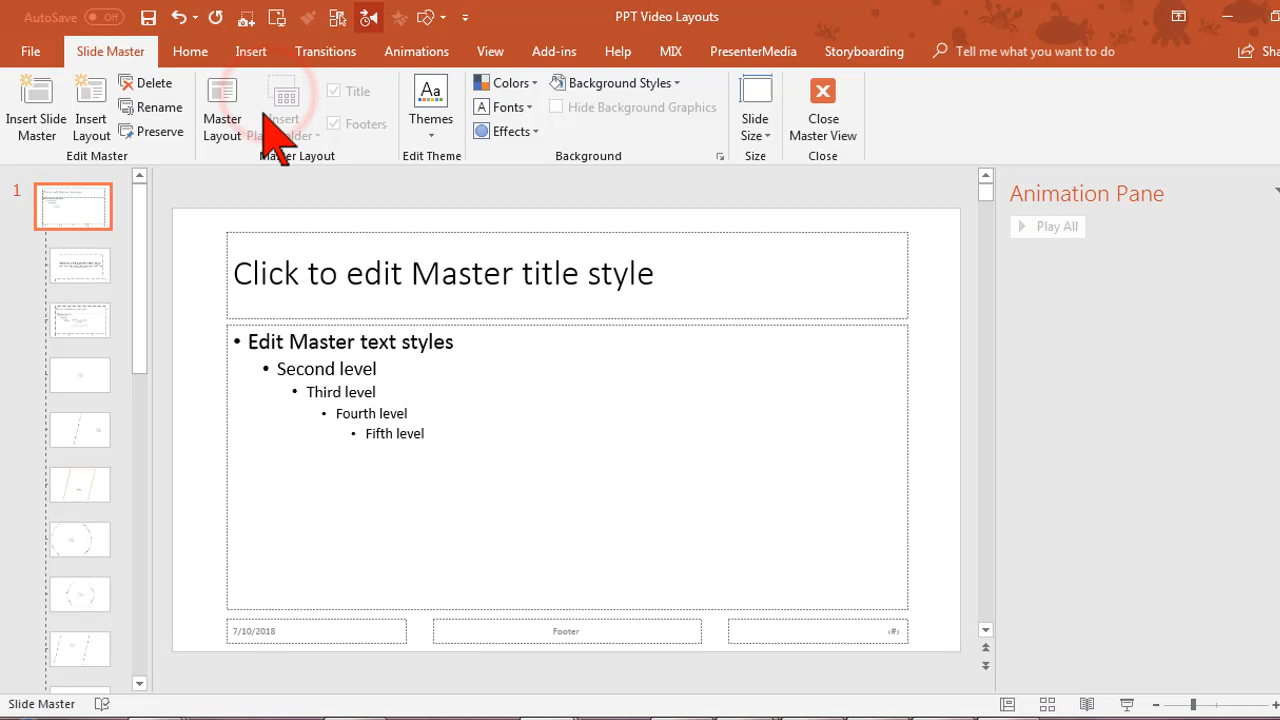 AutoSave Off PPT Video Layouts
File Slide Master Home Insert Transitions Animations View Add-ins Help MIX PresenterMedia Storyboarding Tell me what you want to do Sha
Insert Slide Master
Insert Layout
Delete
Rename
Preserve
Edit Master
Master Layout
Insert
Title
Footers
Master Layout
Themes
Edit Theme
Colors
Fonts
Effects
Background Styles
Hide Background Graphics
Background
Slide Size
Size
Close Master View
Close
1
Click to edit Master title style
• Edit Master text styles
• Second level
• Third level
• Fourth level
• Fifth level
7/10/2018 Footer ‹#›
Animation Pane
Play All
Slide Master